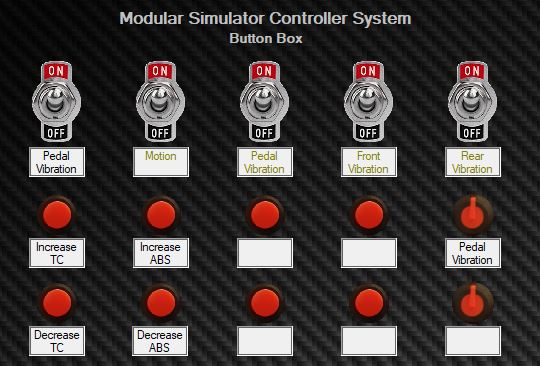 Modular Simulator Controller System
Button Box
ON ON ON ON ON
OFF OFF OFF OFF OFF
Pedal Vibration Motion Pedal Vibration Front Vibration Rear Vibration
Increase TC Increase ABS Pedal Vibration
Decrease TC Decrease ABS